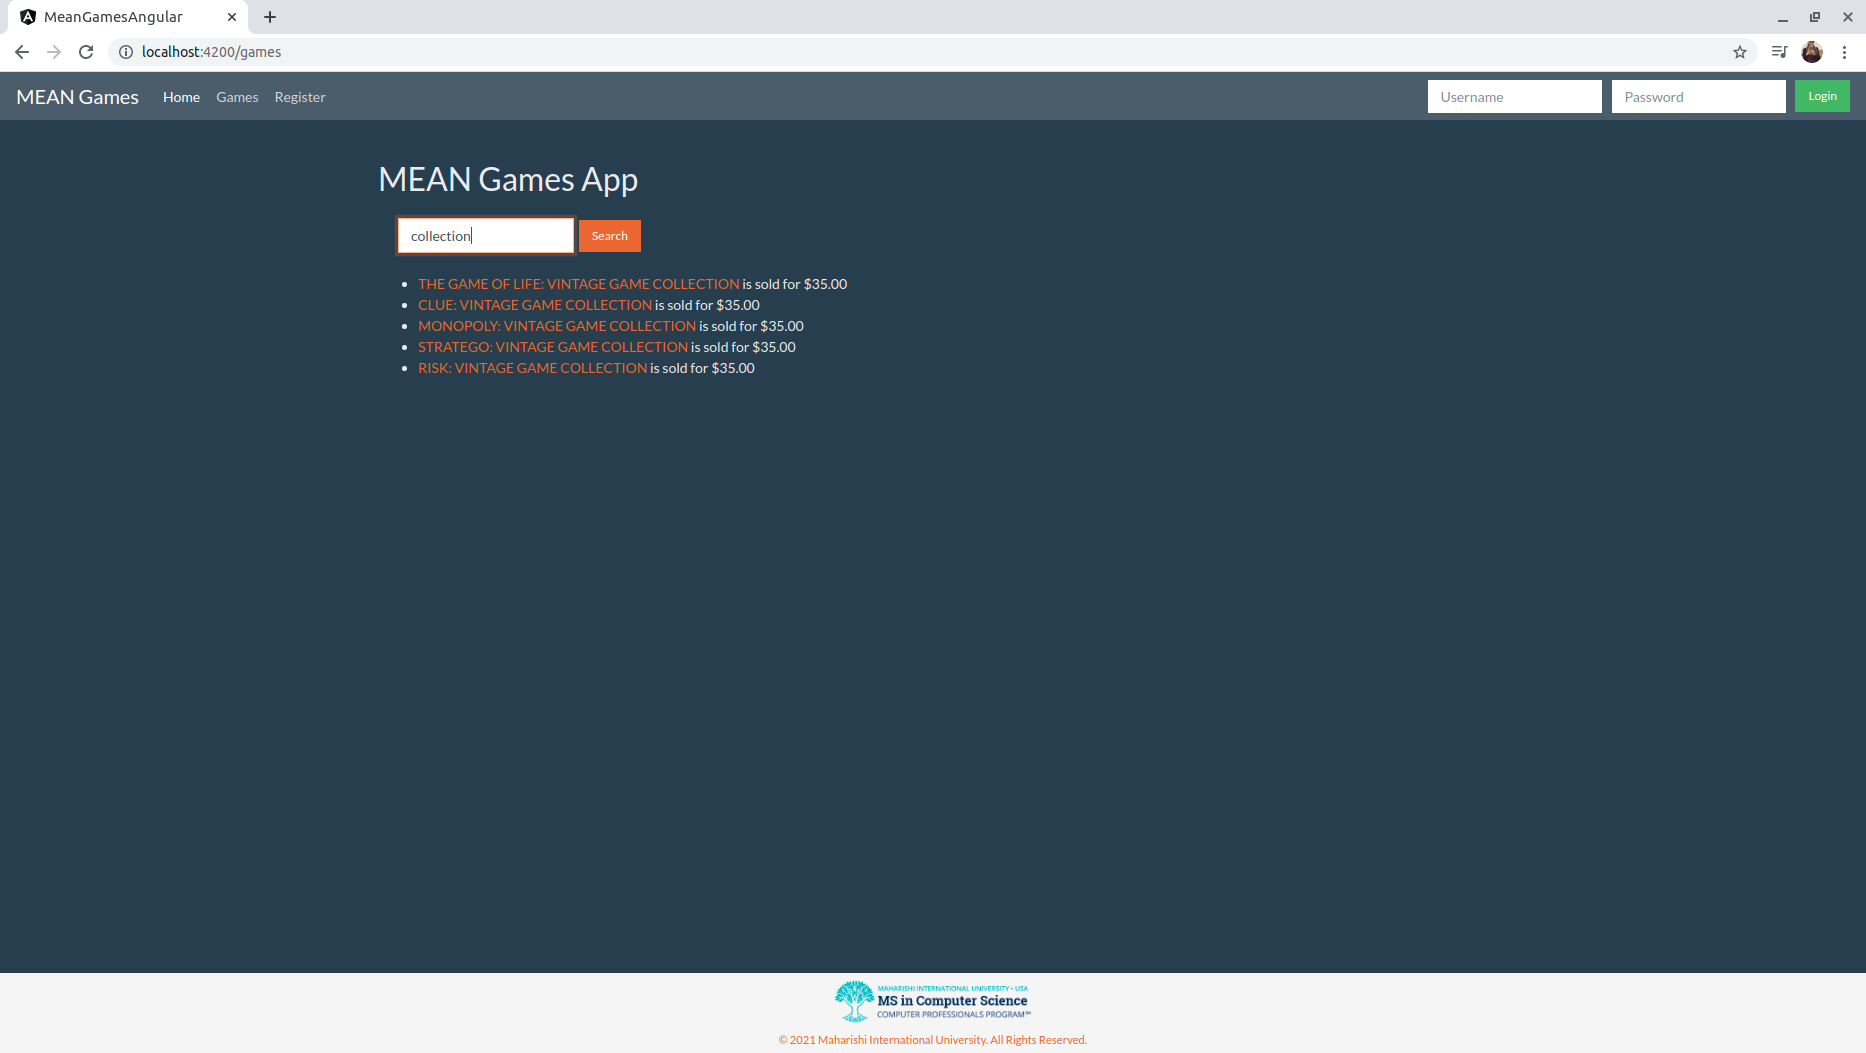 MeanGamesAngular
localhost:4200/games
MEAN Games Home Games Register Username Password Login
MEAN Games App
collection Search
THE GAME OF LIFE: VINTAGE GAME COLLECTION is sold for $35.00
CLUE: VINTAGE GAME COLLECTION is sold for $35.00
MONOPOLY: VINTAGE GAME COLLECTION is sold for $35.00
STRATEGO: VINTAGE GAME COLLECTION is sold for $35.00
RISK: VINTAGE GAME COLLECTION is sold for $35.00
MAHARISHI INTERNATIONAL UNIVERSITY • USA
MS in Computer Science
COMPUTER PROFESSIONALS PROGRAM℠
© 2021 Maharishi International University. All Rights Reserved.